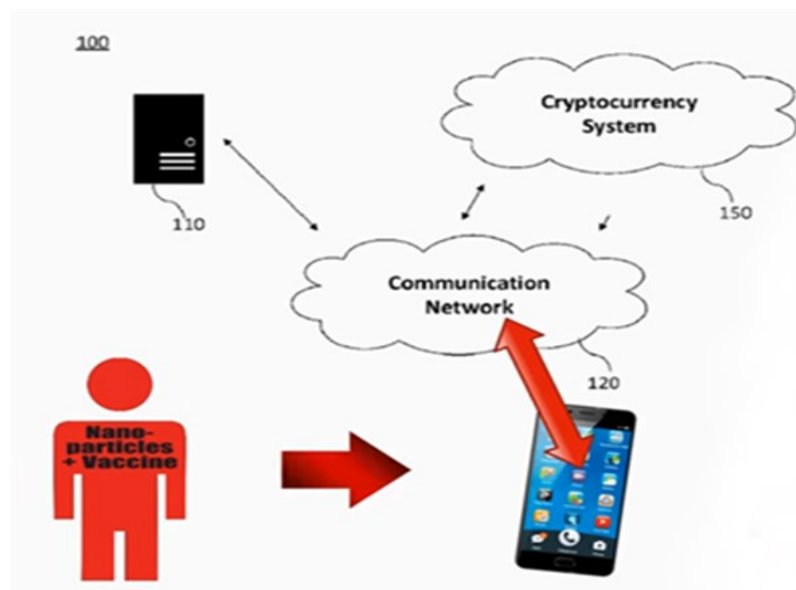 100
Cryptocurrency
System
150
110
Communication
Network
120
Nano-
particles
+ Vaccine